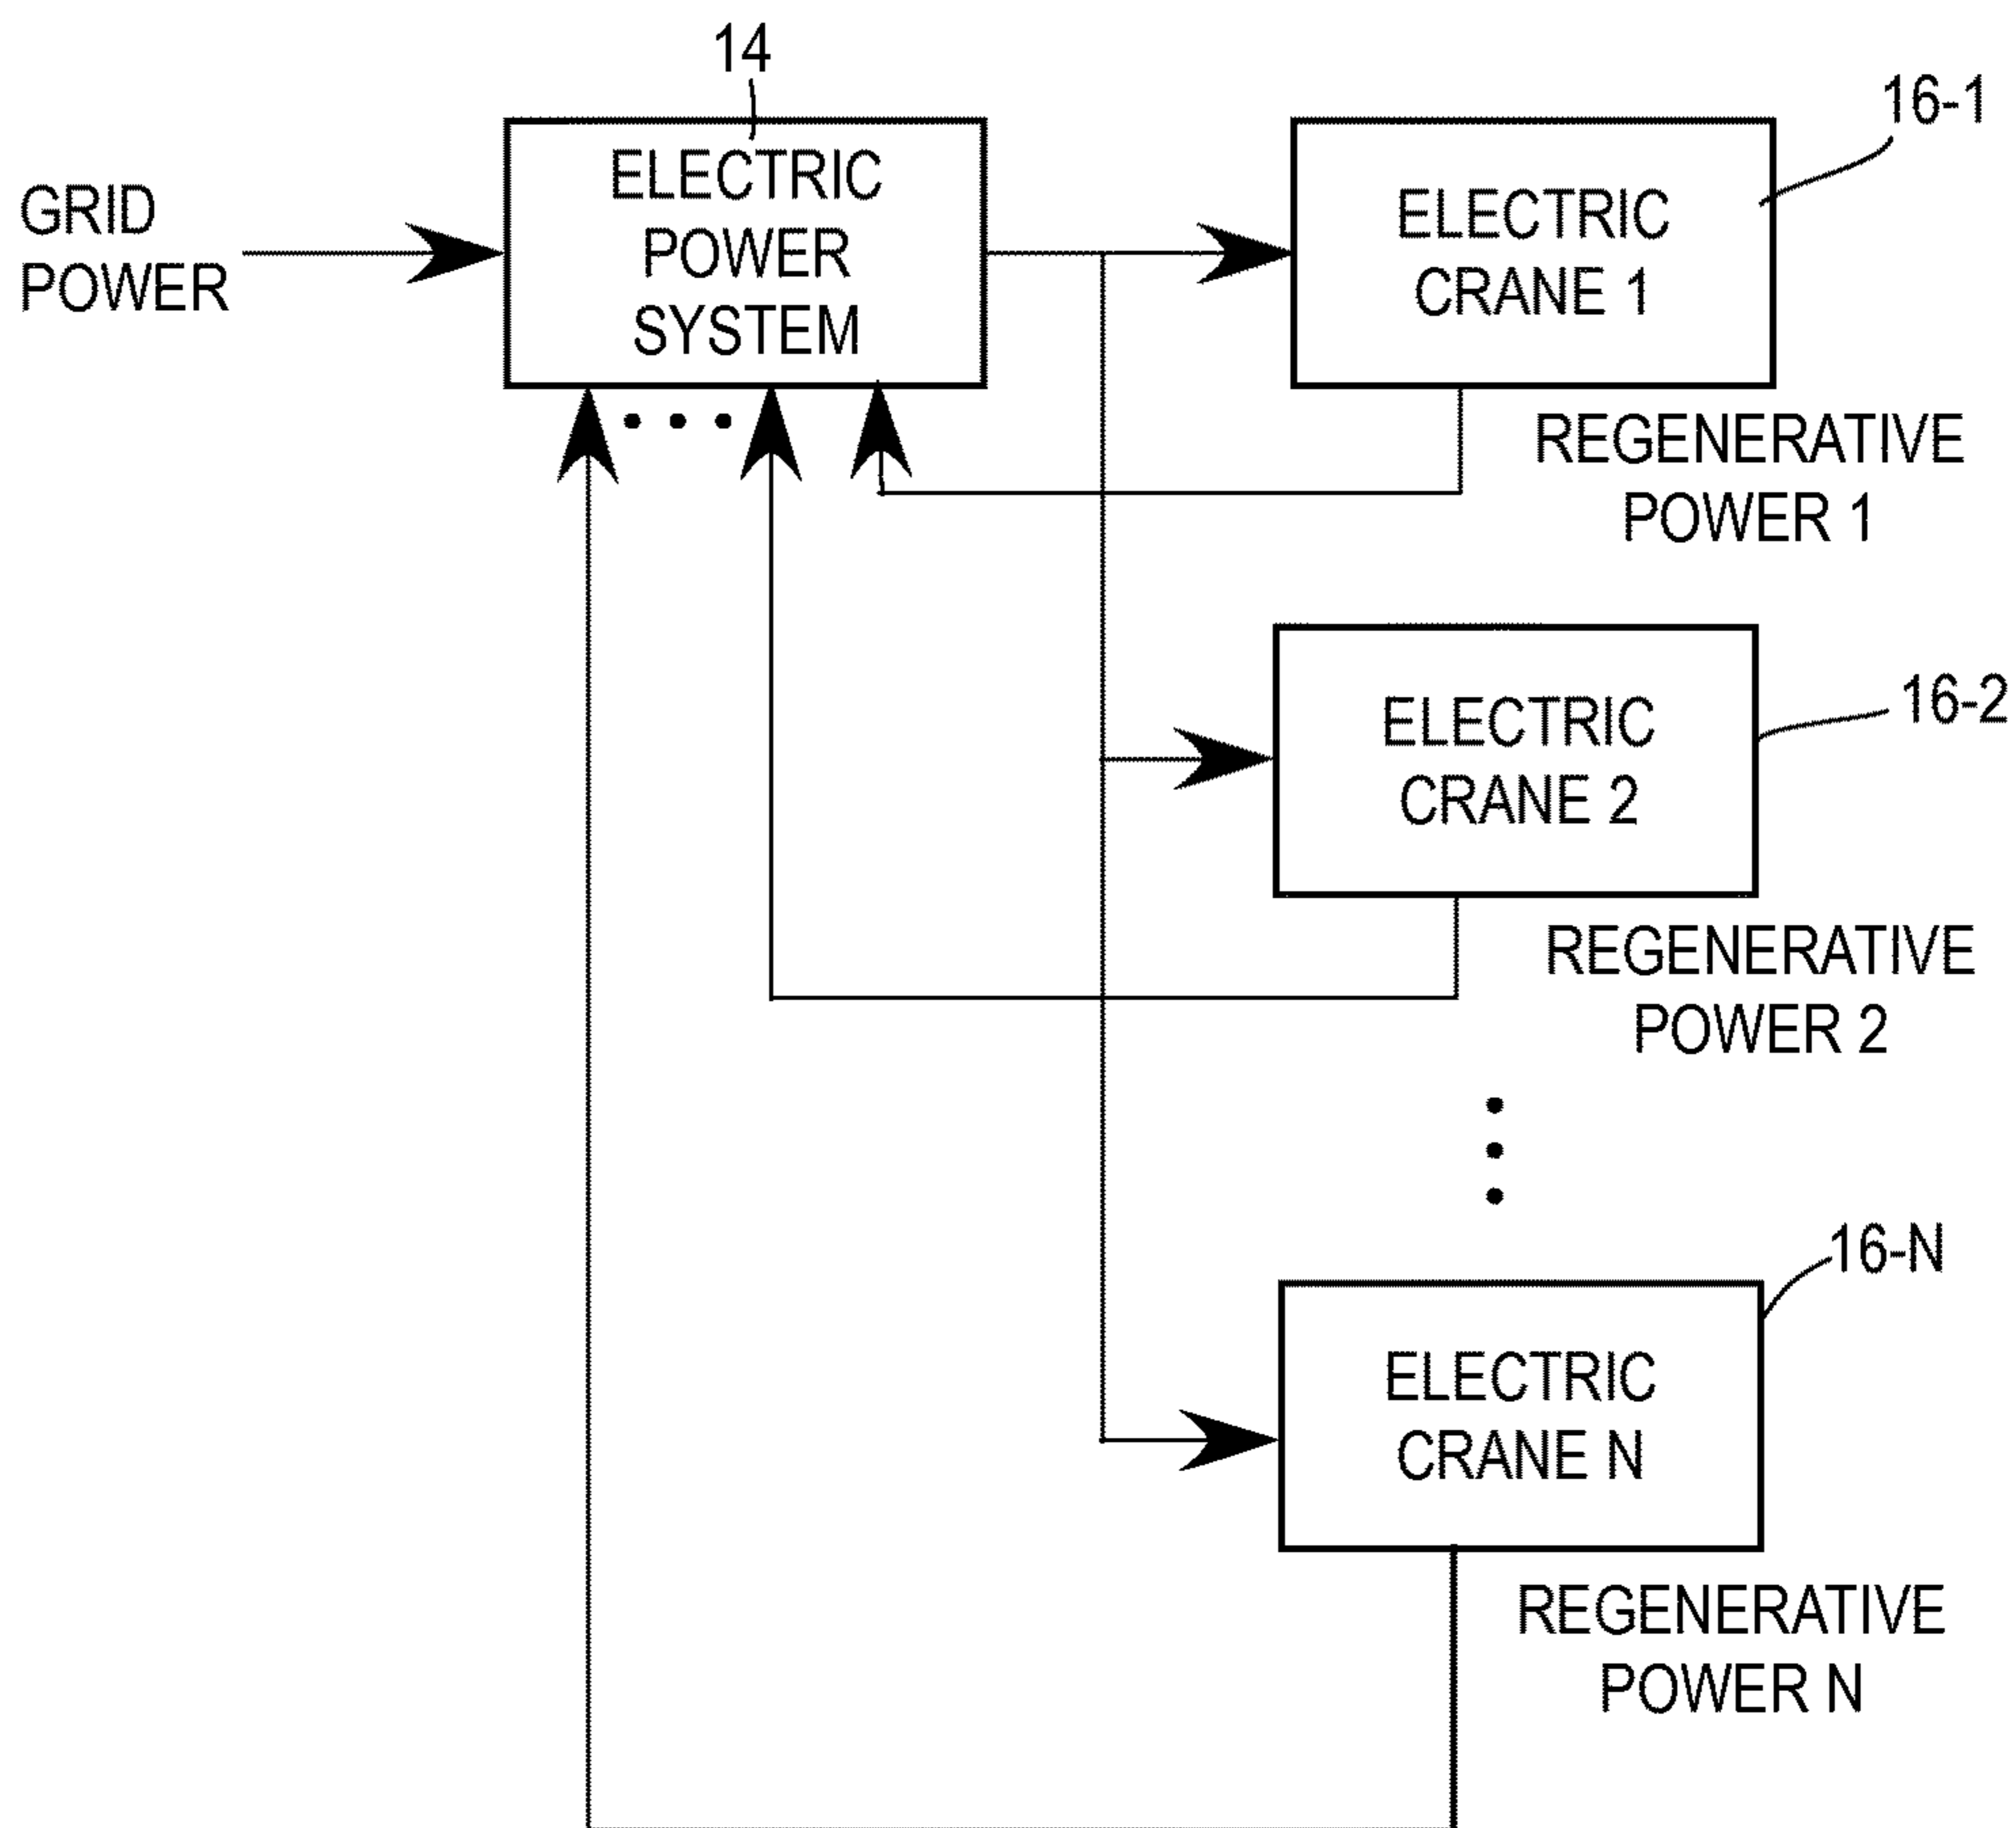 14
16-1
GRID
POWER
ELECTRIC
POWER
SYSTEM
ELECTRIC
CRANE 1
REGENERATIVE
POWER 1
16-2
ELECTRIC
CRANE 2
REGENERATIVE
POWER 2
16-N
ELECTRIC
CRANE N
REGENERATIVE
POWER N